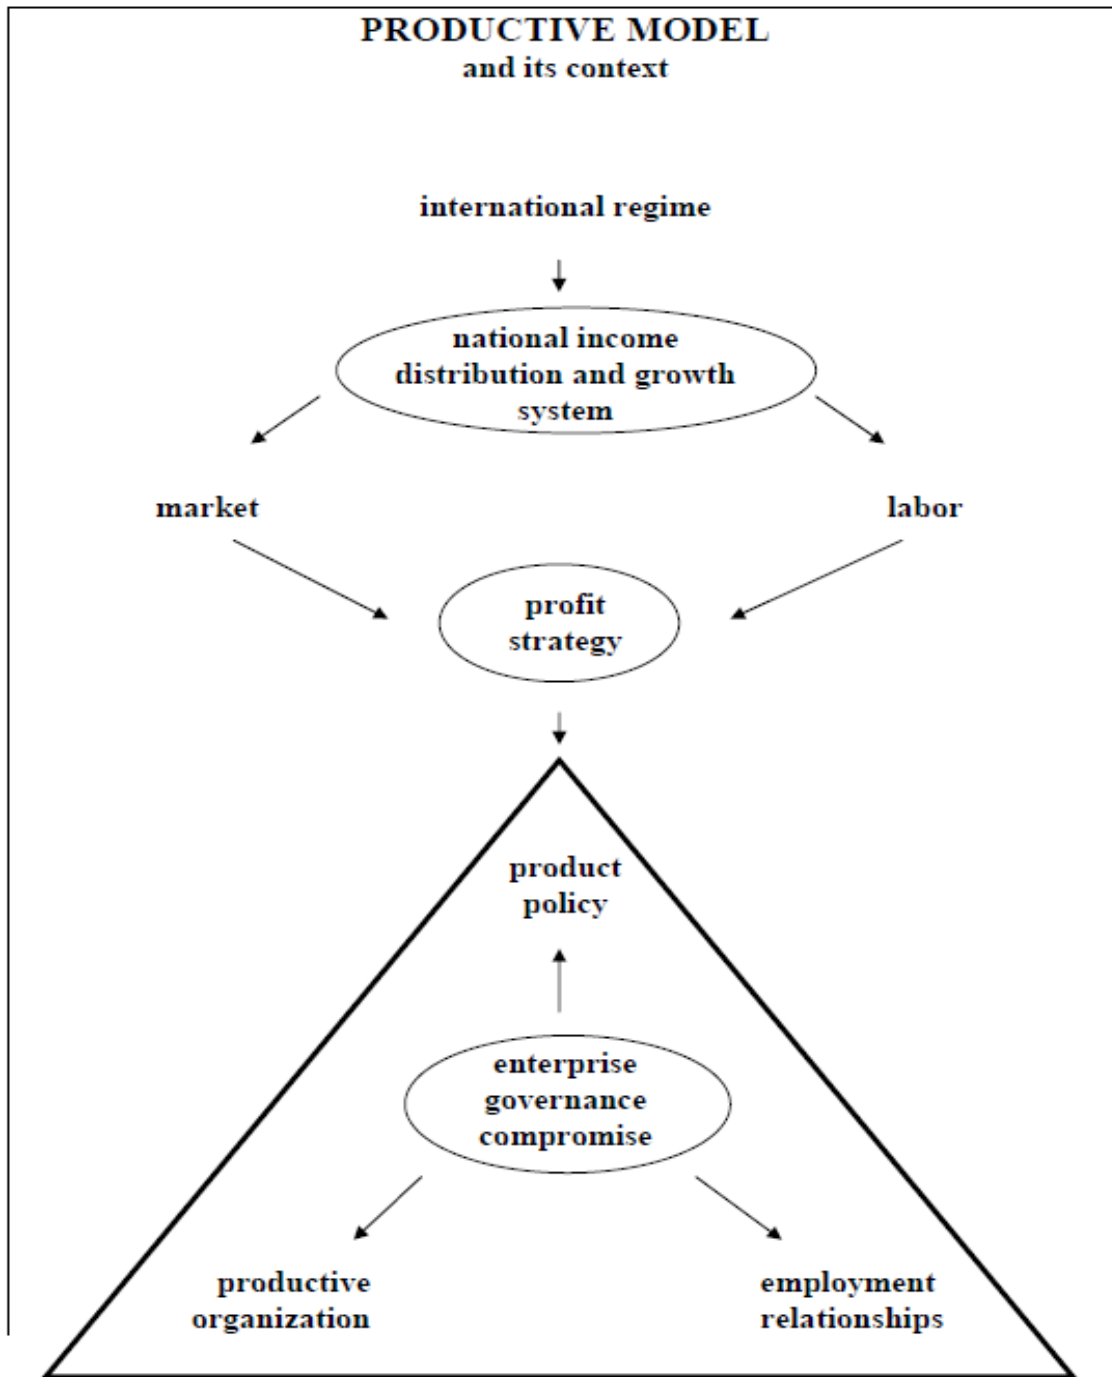 PRODUCTIVE MODEL
and its context
international regime
national income
distribution and growth
system
market
labor
profit
strategy
product
policy
enterprise
governance
compromise
productive
organization
employment
relationships